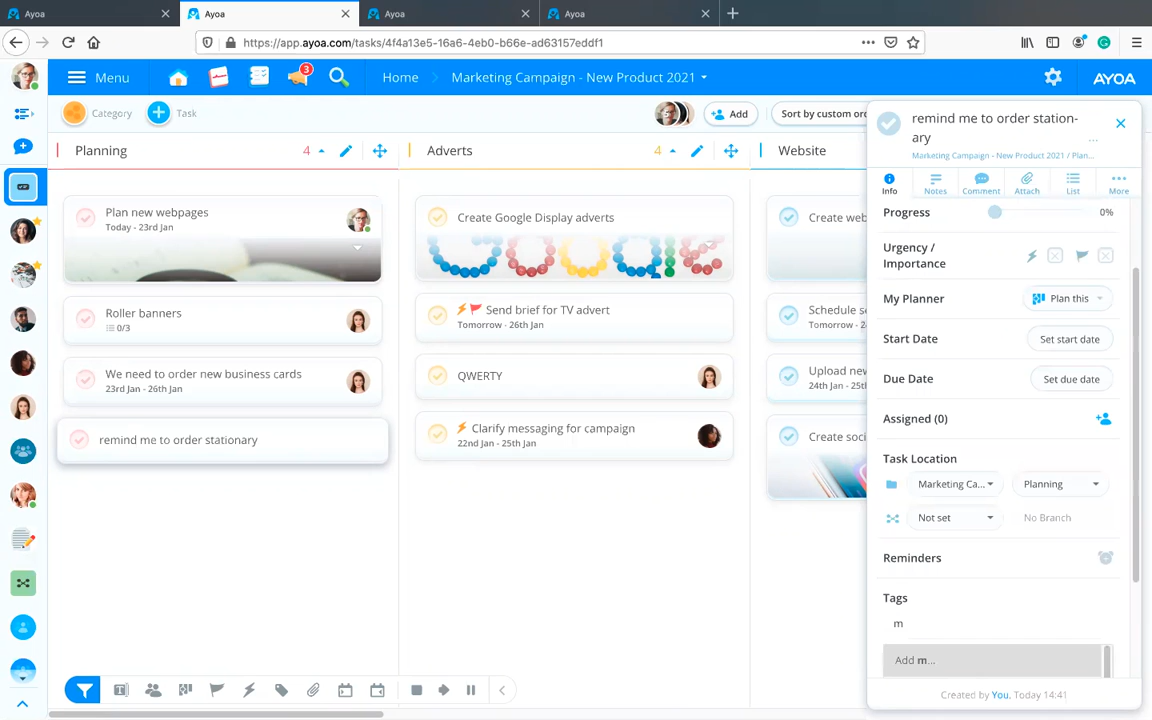 Ayoa
Ayoa
Ayoa
Ayoa
https://app.ayoa.com/tasks/4f4a13e5-16a6-4eb0-b66e-ad63157eddf1
Menu
3
Home
Marketing Campaign - New Product 2021
AYOA
Category
Task
Add
Sort by custom ord
Planning
4
Adverts
4
Website
Plan new webpages
Today - 23rd Jan
Roller banners
0/3
We need to order new business cards
23rd Jan - 26th Jan
remind me to order stationary
Create Google Display adverts
Send brief for TV advert
Tomorrow - 26th Jan
QWERTY
Clarify messaging for campaign
22nd Jan - 25th Jan
Create web
Schedule se
Tomorrow -
Upload new
24th Jan - 25th
Create soci
remind me to order station-
ary
...
Marketing Campaign - New Product 2021 / Plan...
Info
Notes
Comment
Attach
List
More
Progress
0%
Urgency /
Importance
My Planner
Plan this
Start Date
Set start date
Due Date
Set due date
Assigned (0)
Task Location
Marketing Ca...
Planning
Not set
No Branch
Reminders
Tags
m
Add m...
Created by You, Today 14:41